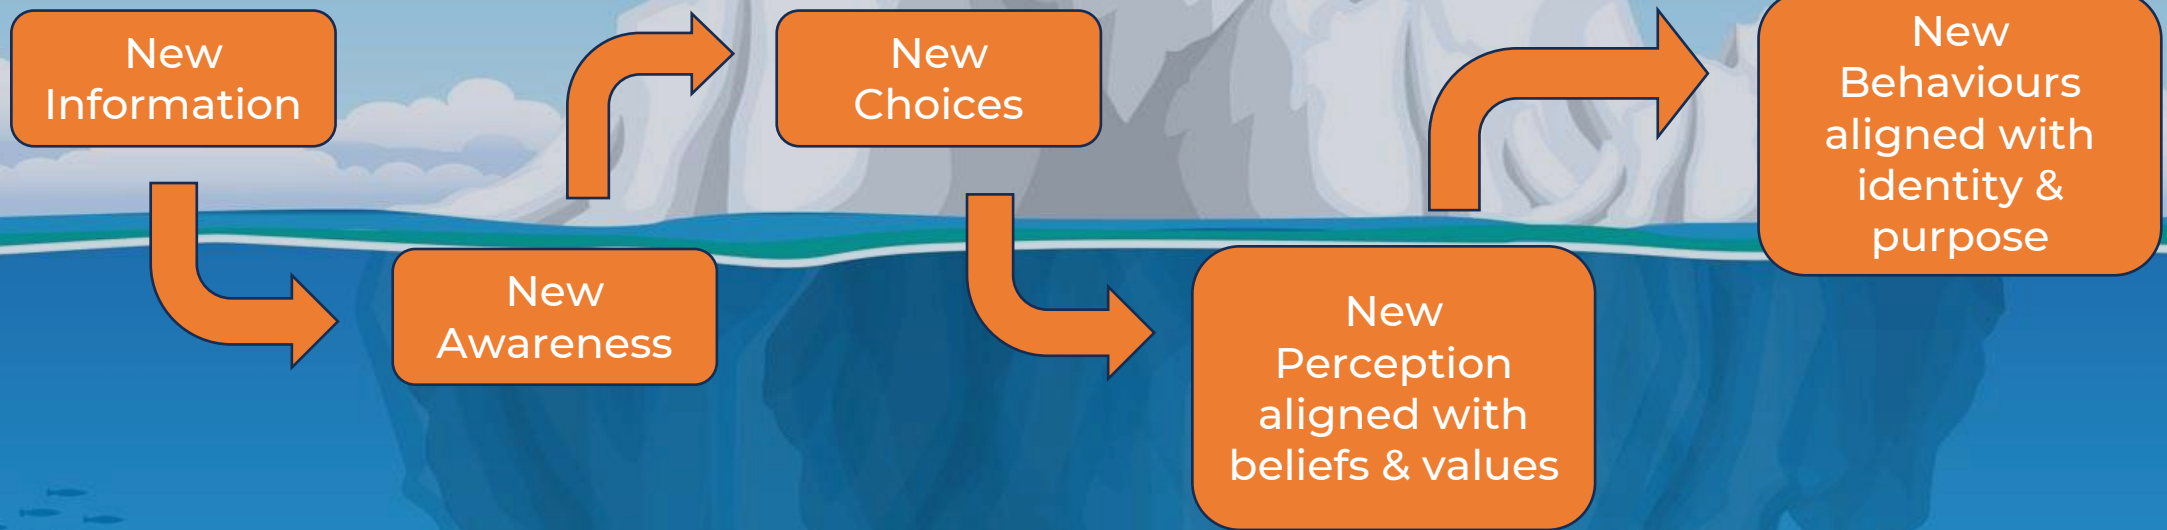 New
Information
New
Awareness
New
Choices
New
Perception
aligned with
beliefs & values
New
Behaviours
aligned with
identity &
purpose